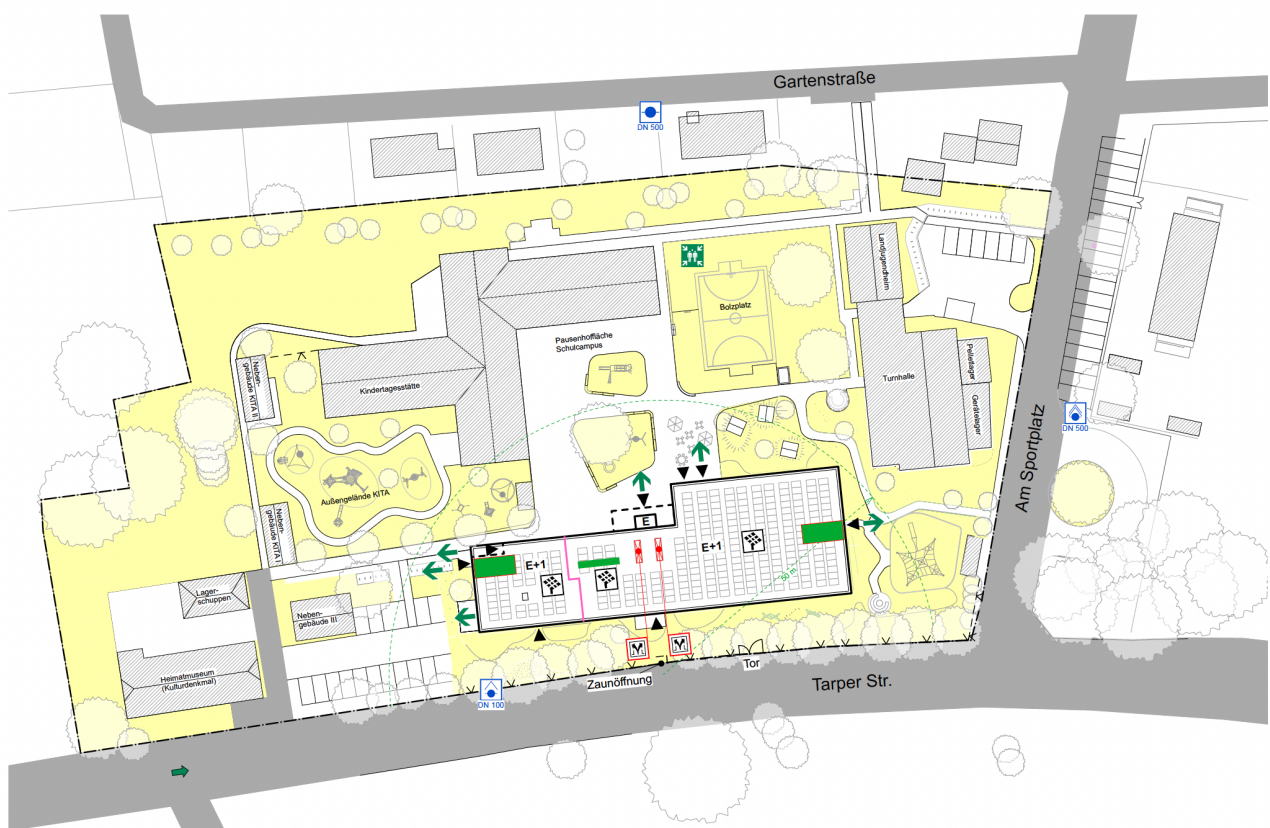 Gartenstraße
DN 500
Landjugendheim
Bolzplatz
Pausenhoffläche
Schulcampus
Neben-
gebäude KITA II
Kindertagesstätte
Turnhalle
Pelletlager
Gerätelager
DN 500
Am Sportplatz
Außengelände KITA
Neben-
gebäude KITA I
E
E+1
E+1
50 m
Lager-
schuppen
Neben-
gebäude III
Heimatmuseum
(Kulturdenkmal)
Zaunöffnung
Tor
Tarper Str.
DN 100